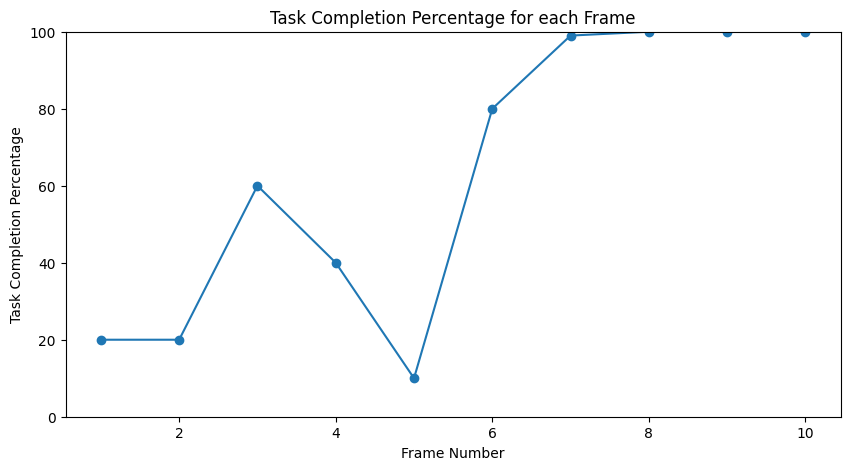 Task Completion Percentage for each Frame
100
80
60
40
20
0
Task Completion Percentage
2 4 6 8 10
Frame Number